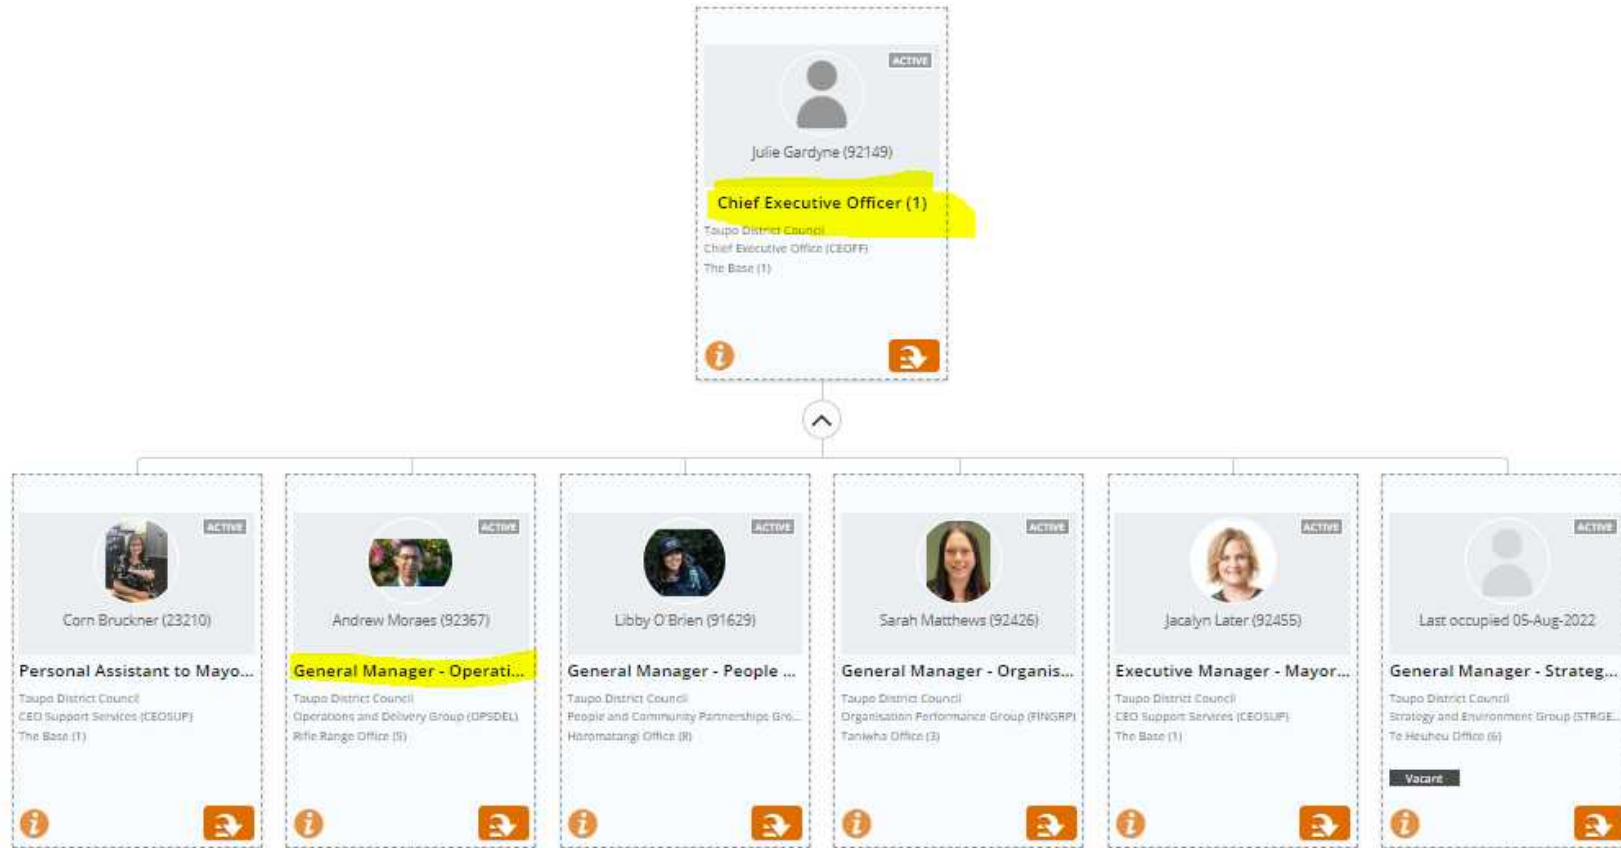 ACTIVE
Julie Gardyne (92149)
Chief Executive Officer (1)
Taupo District Council
Chief Executive Office (CEOFF)
The Base (1)
ACTIVE
Corn Bruckner (23210)
Personal Assistant to Mayo...
Taupo District Council
CEO Support Services (CEOSUP)
The Base (1)
ACTIVE
Andrew Moraes (92367)
General Manager - Operati...
Taupo District Council
Operations and Delivery Group (OPSDEL)
Rifle Range Office (5)
ACTIVE
Libby O'Brien (91629)
General Manager - People ...
Taupo District Council
People and Community Partnerships Gro...
Horomatangi Office (8)
ACTIVE
Sarah Matthews (92426)
General Manager - Organis...
Taupo District Council
Organisation Performance Group (FINGRP)
Taniwha Office (3)
ACTIVE
Jacalyn Later (92455)
Executive Manager - Mayor...
Taupo District Council
CEO Support Services (CEOSUP)
The Base (1)
ACTIVE
Last occupied 05-Aug-2022
General Manager - Strateg...
Taupo District Council
Strategy and Environment Group (STRGE...
Te Heuheu Office (6)
Vacant